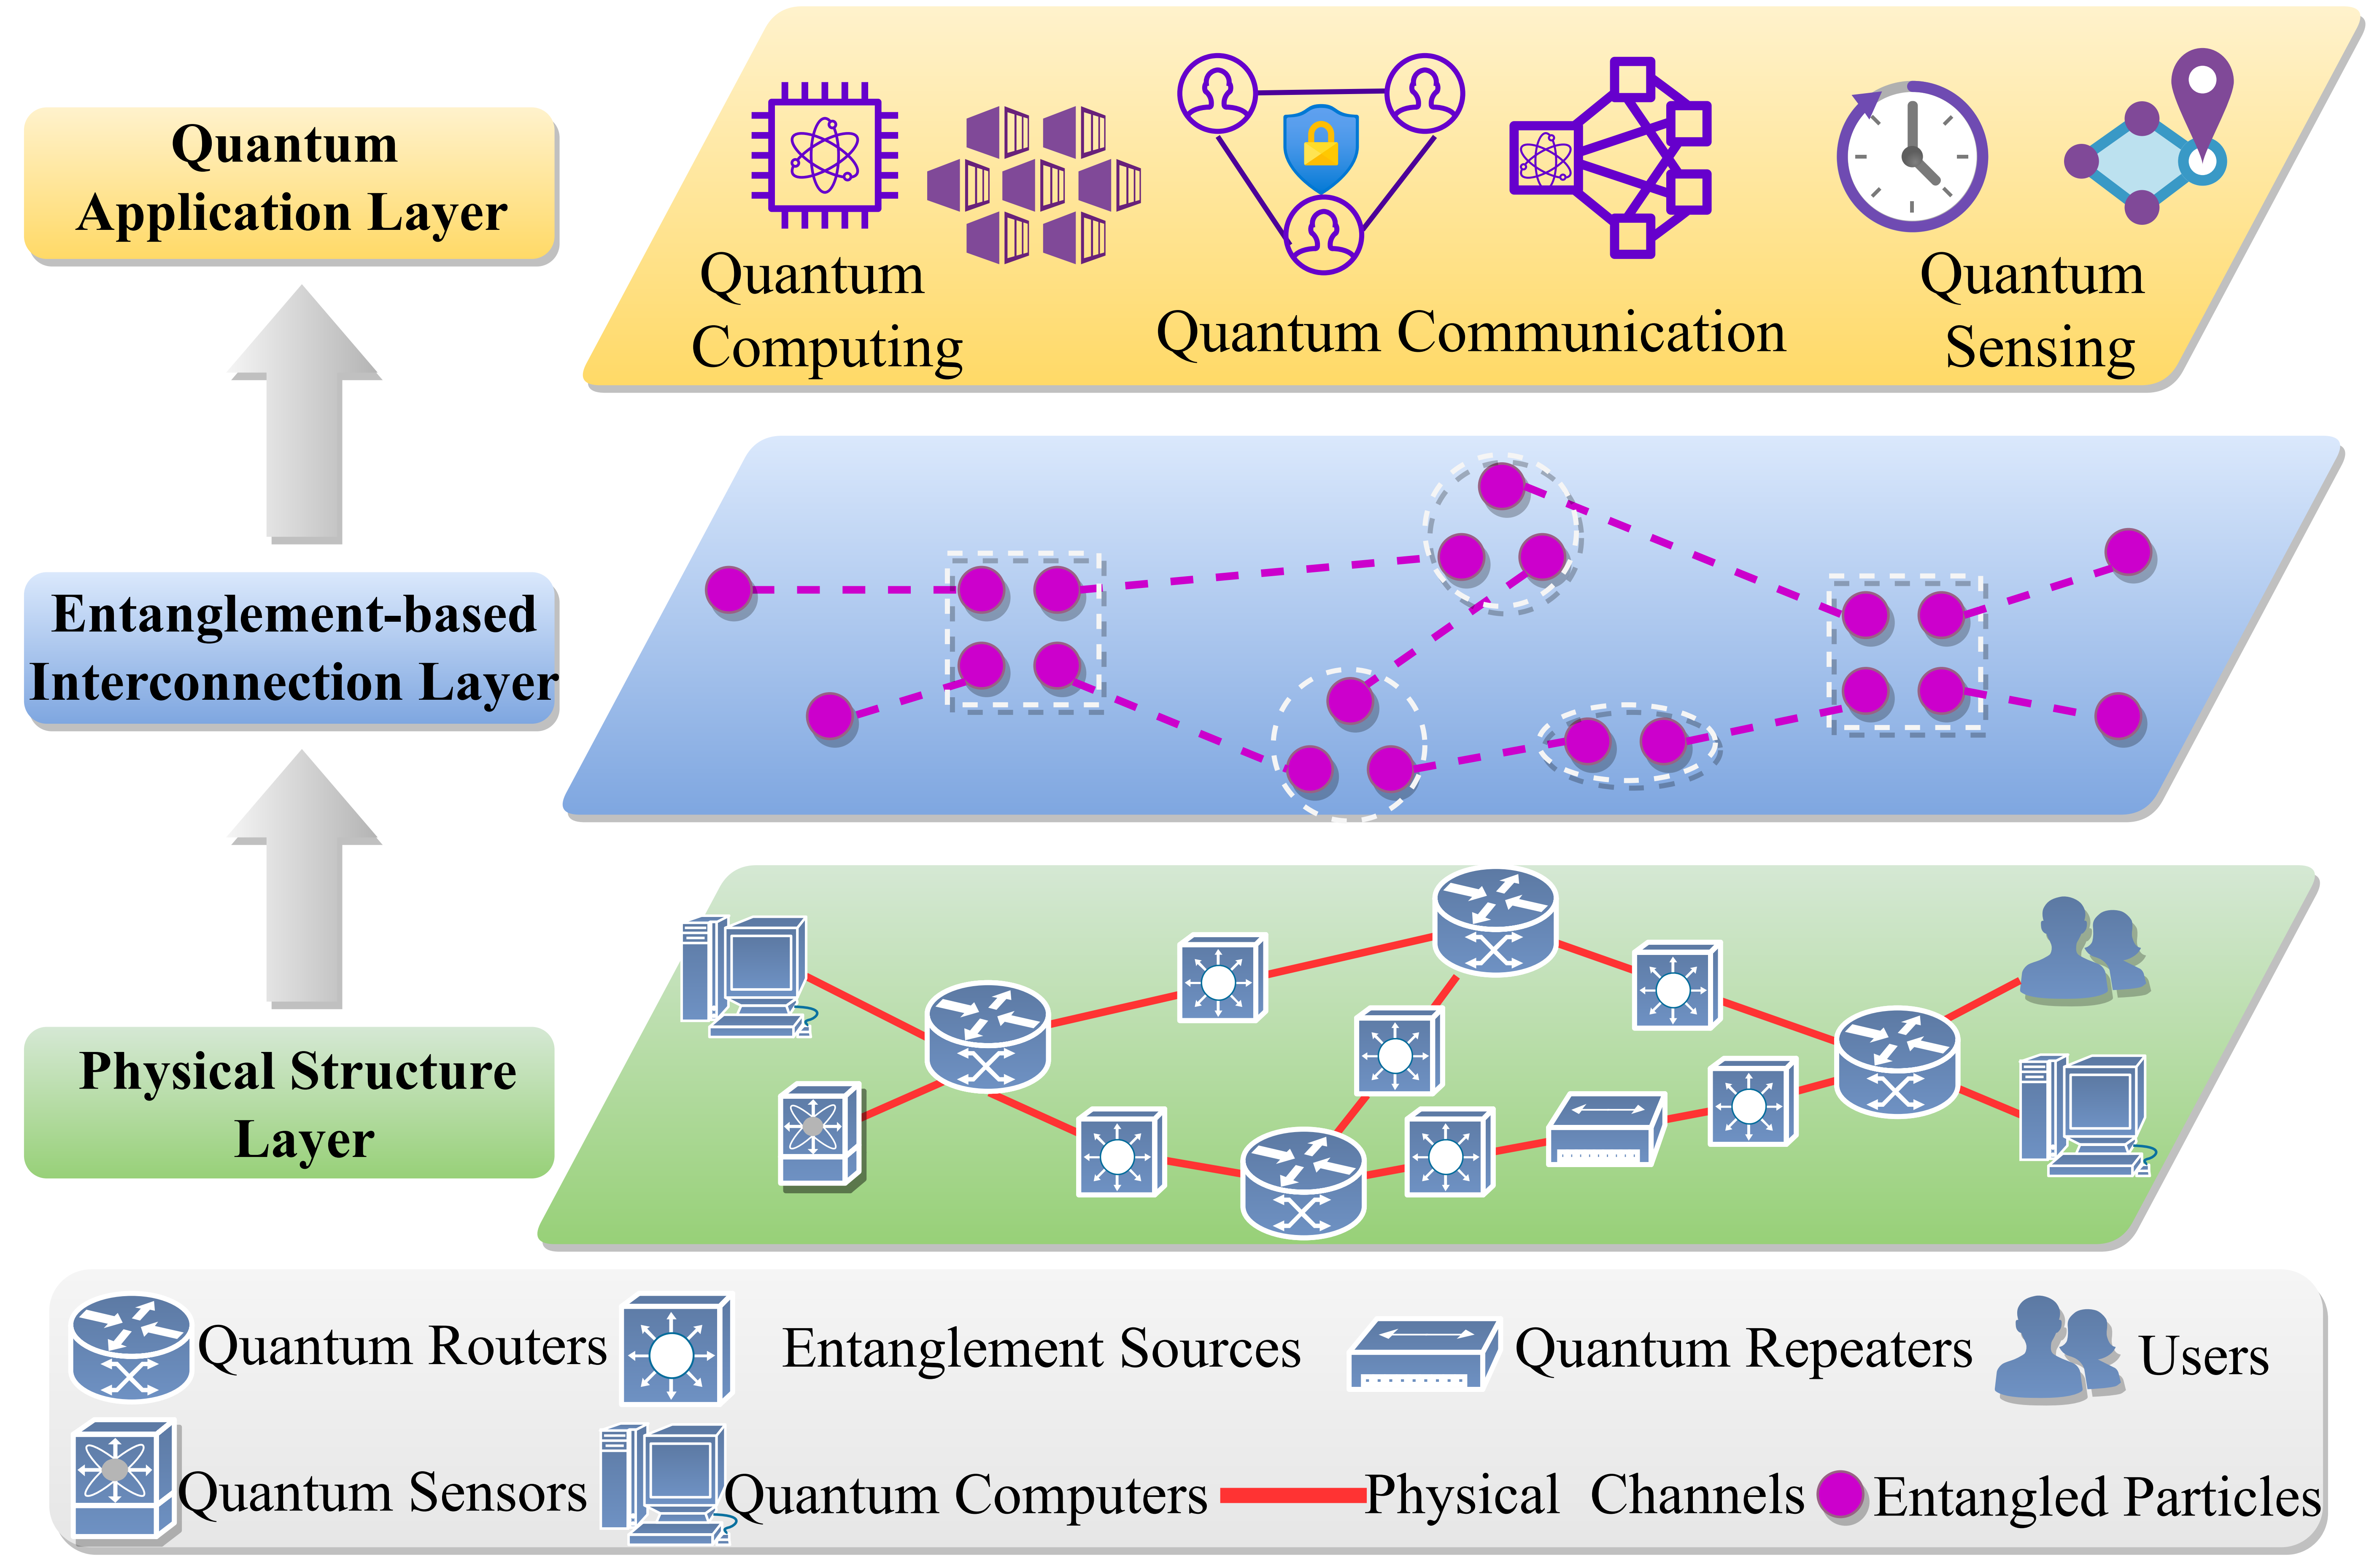 Quantum
Application Layer
Quantum
Computing
Quantum Communication
Quantum
Sensing
Entanglement-based
Interconnection Layer
Physical Structure
Layer
Quantum Routers
Entanglement Sources
Quantum Repeaters
Users
Quantum Sensors
Quantum Computers
Physical Channels
Entangled Particles